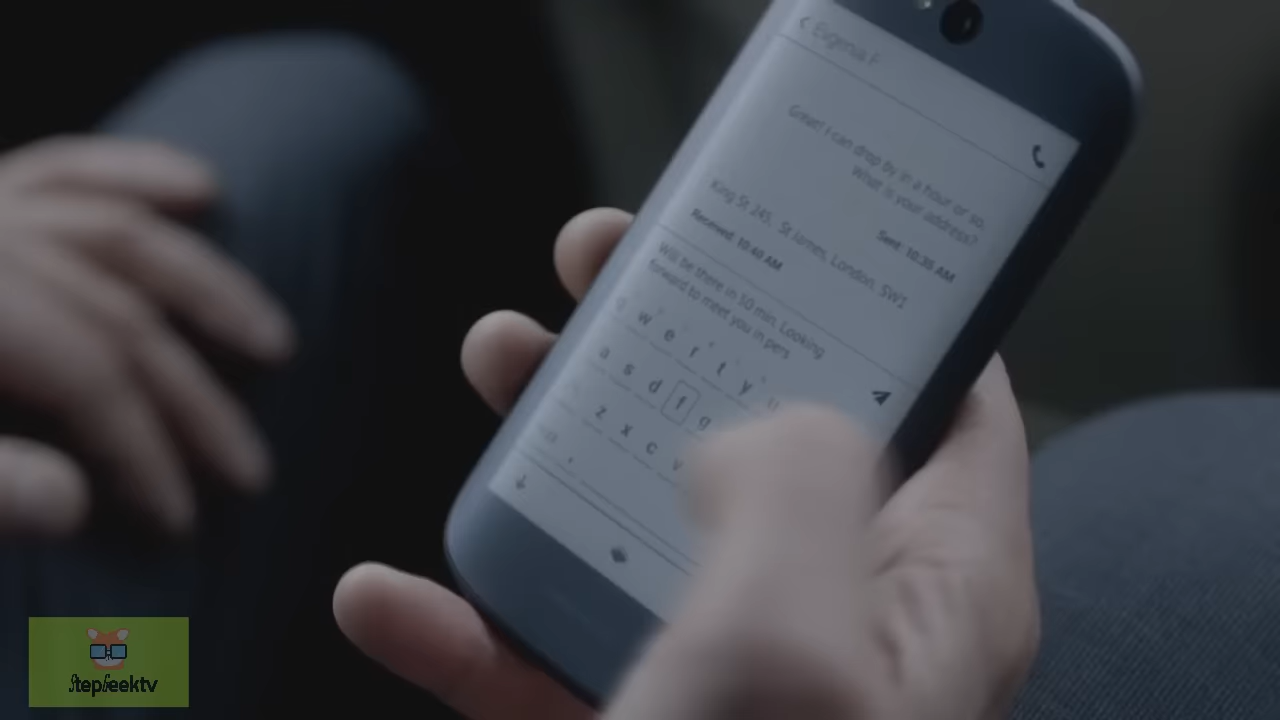 Great! I can drop by in a hour or so.
What is your address?
Sent: 10:35 AM
King St 245, St James, London, SW1
Received: 10:40 AM
Will be there in 30 min. Looking
forward to meet you in pers
w e r t y u
a s d f g
z x c v
,